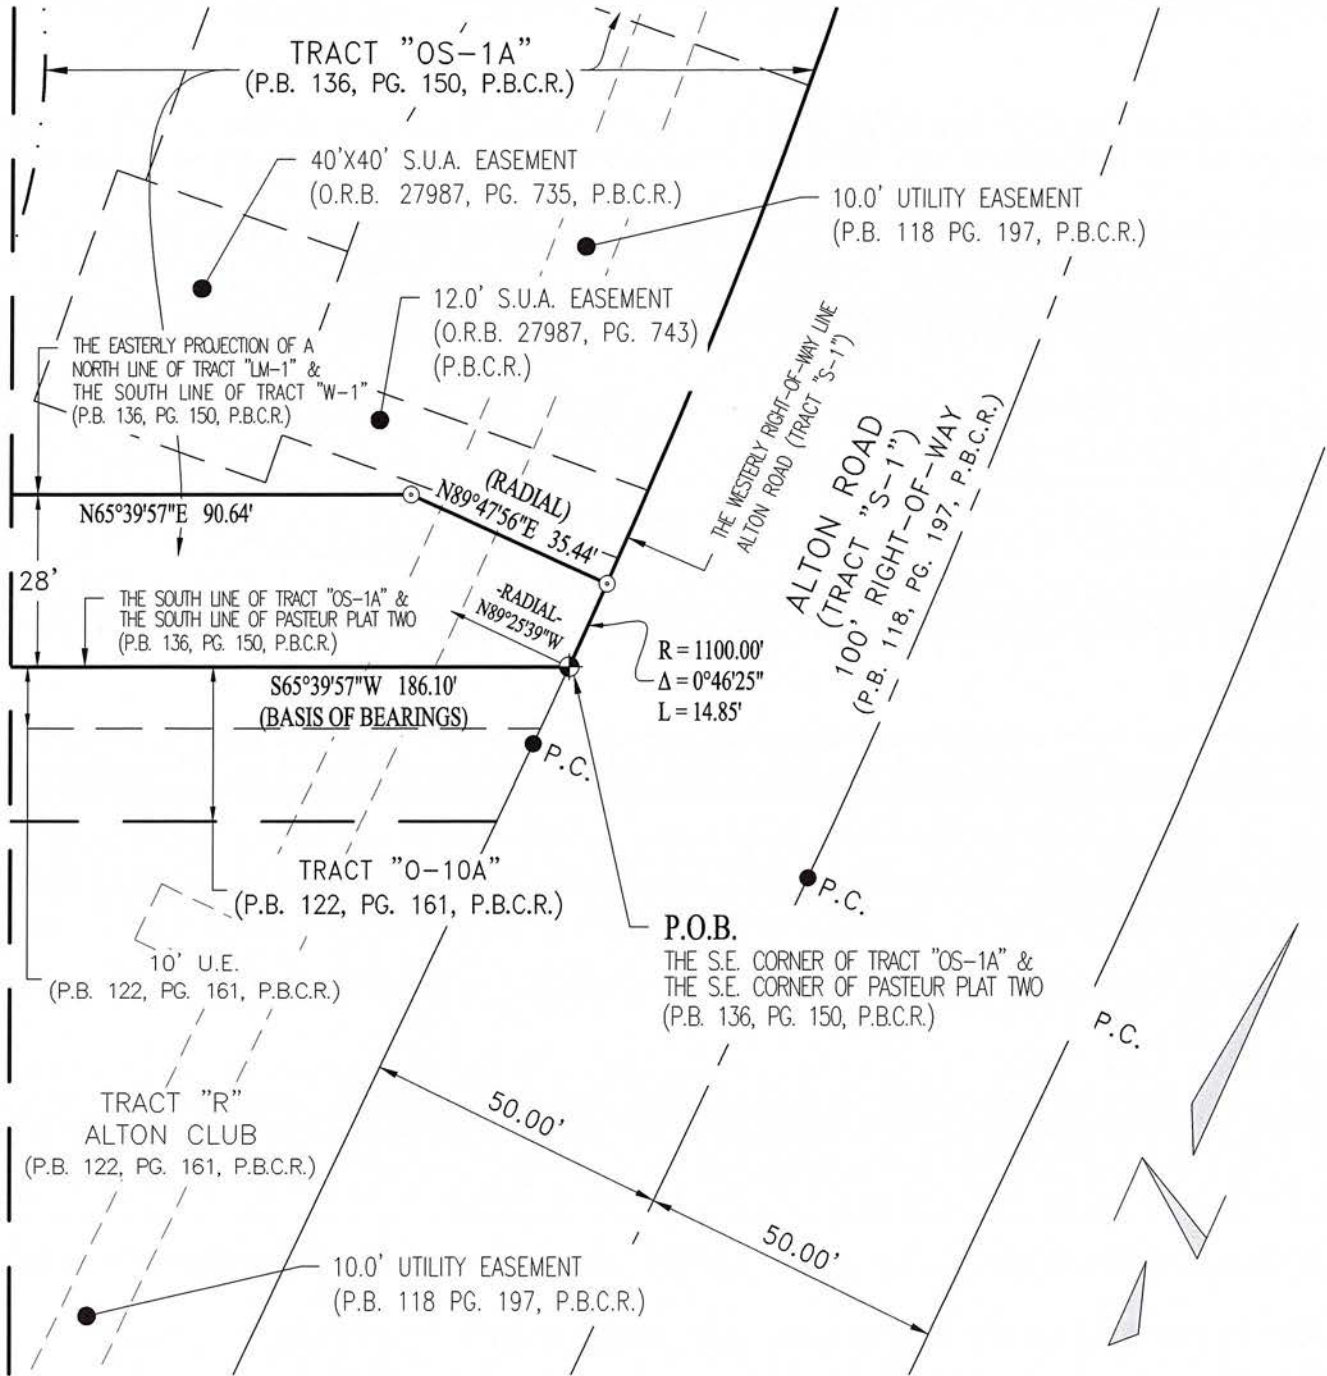 TRACT "OS-1A"
(P.B. 136, PG. 150, P.B.C.R.)
40'X40' S.U.A. EASEMENT
(O.R.B. 27987, PG. 735, P.B.C.R.)
10.0' UTILITY EASEMENT
(P.B. 118 PG. 197, P.B.C.R.)
12.0' S.U.A. EASEMENT
(O.R.B. 27987, PG. 743)
(P.B.C.R.)
THE EASTERLY PROJECTION OF A
NORTH LINE OF TRACT "LM-1" &
THE SOUTH LINE OF TRACT "W-1"
(P.B. 136, PG. 150, P.B.C.R.)
THE WESTERLY RIGHT-OF-WAY LINE
ALTON ROAD (TRACT "S-1")
ALTON ROAD
(TRACT "S-1")
100' RIGHT-OF-WAY
(P.B. 118, PG. 197, P.B.C.R.)
(RADIAL)
N89°47'56"E 35.44'
N65°39'57"E 90.64'
28'
THE SOUTH LINE OF TRACT "OS-1A" &
THE SOUTH LINE OF PASTEUR PLAT TWO
(P.B. 136, PG. 150, P.B.C.R.)
-RADIAL-
N89°25'39"W
R = 1100.00'
Δ = 0°46'25"
L = 14.85'
S65°39'57"W 186.10'
(BASIS OF BEARINGS)
P.C.
TRACT "O-10A"
(P.B. 122, PG. 161, P.B.C.R.)
P.C.
P.O.B.
THE S.E. CORNER OF TRACT "OS-1A" &
THE S.E. CORNER OF PASTEUR PLAT TWO
(P.B. 136, PG. 150, P.B.C.R.)
10' U.E.
(P.B. 122, PG. 161, P.B.C.R.)
P.C.
TRACT "R"
ALTON CLUB
(P.B. 122, PG. 161, P.B.C.R.)
50.00'
50.00'
10.0' UTILITY EASEMENT
(P.B. 118 PG. 197, P.B.C.R.)
N